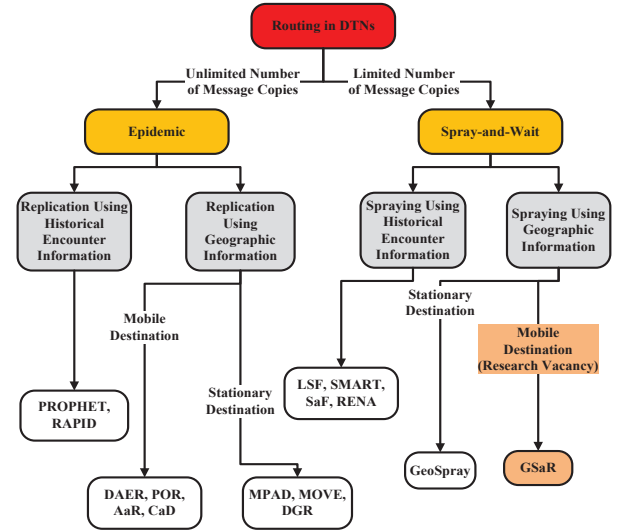 Routing in DTNs
Unlimited Number
of Message Copies
Limited Number
of Message Copies
Epidemic
Spray-and-Wait
Replication Using
Historical
Encounter
Information
Replication
Using
Geographic
Information
Spraying Using
Historical
Encounter
Information
Spraying Using
Geographic
Information
Mobile
Destination
Stationary
Destination
Stationary
Destination
Mobile
Destination
(Research Vacancy)
PROPHET,
RAPID
LSF, SMART,
SaF, RENA
DAER, POR,
AaR, CaD
MPAD, MOVE,
DGR
GeoSpray
GSaR